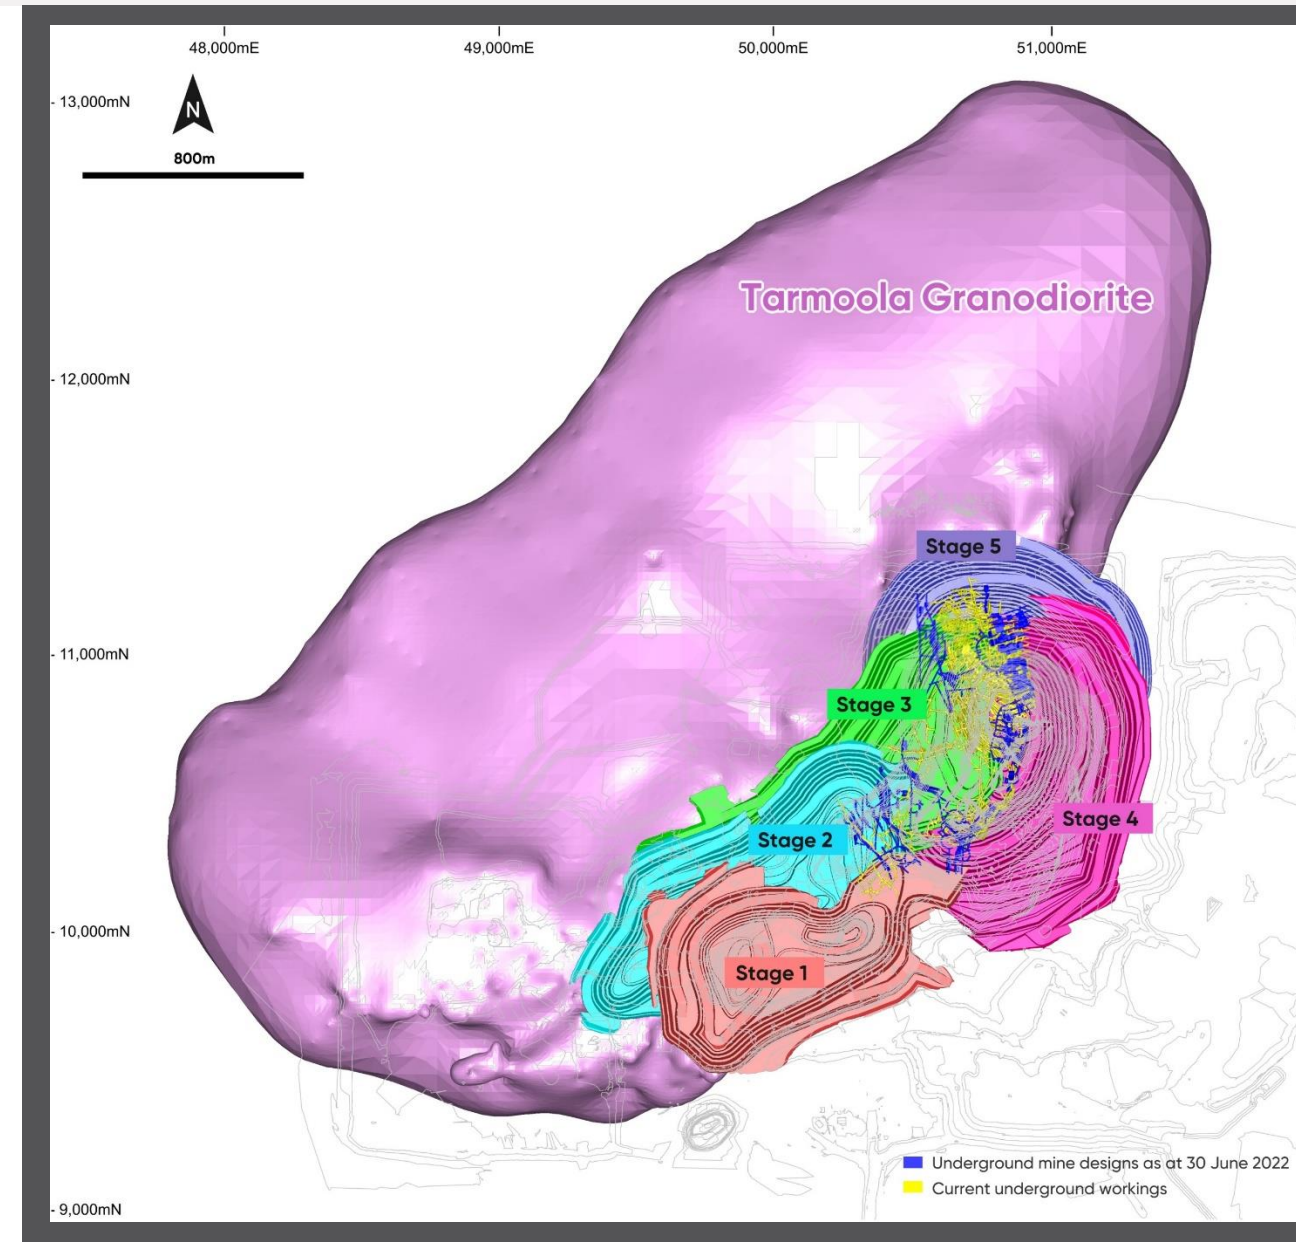 48,000mE
49,000mE
50,000mE
51,000mE
- 13,000mN
N
800m
Tarmoola Granodiorite
- 12,000mN
Stage 5
- 11,000mN
Stage 3
Stage 4
Stage 2
- 10,000mN
Stage 1
Underground mine designs as at 30 June 2022
Current underground workings
- 9,000mN